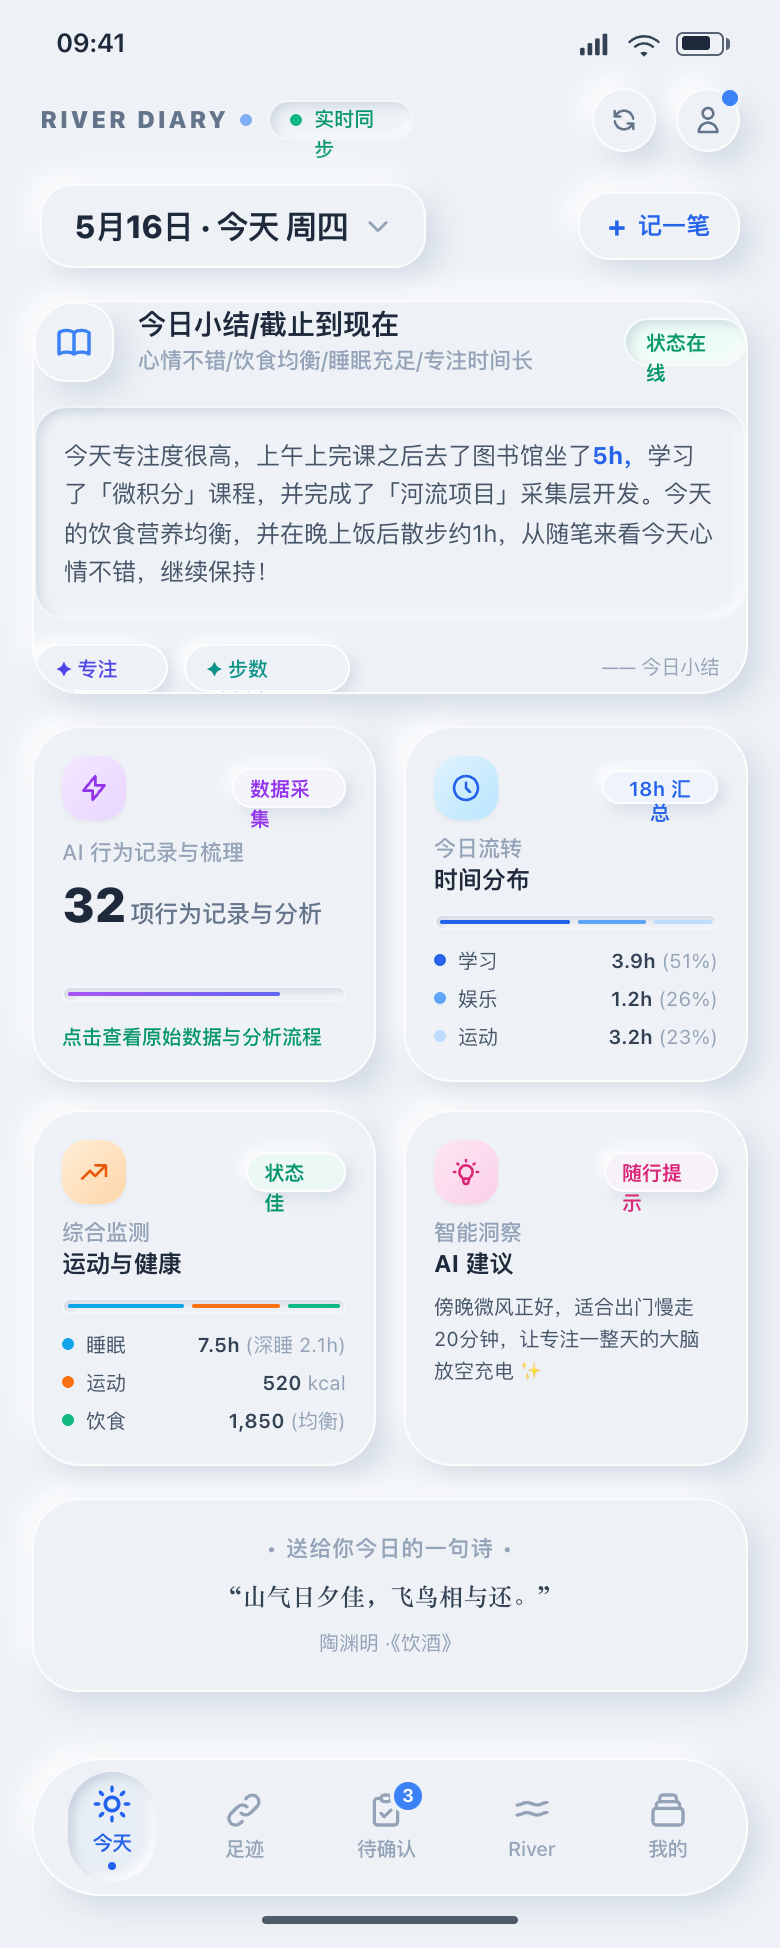 09:41
RIVER DIARY
实时同
步
5月16日 · 今天 周四
+ 记一笔
今日小结/截止到现在
心情不错/饮食均衡/睡眠充足/专注时间长
状态在
线
今天专注度很高，上午上完课之后去了图书馆坐了5h，学习
了「微积分」课程，并完成了「河流项目」采集层开发。今天
的饮食营养均衡，并在晚上饭后散步约1h，从随笔来看今天心
情不错，继续保持！
✦ 专注
✦ 步数
—— 今日小结
数据采
集
AI 行为记录与梳理
32 项行为记录与分析
点击查看原始数据与分析流程
18h 汇
总
今日流转
时间分布
学习 3.9h (51%)
娱乐 1.2h (26%)
运动 3.2h (23%)
状态
佳
综合监测
运动与健康
睡眠 7.5h (深睡 2.1h)
运动 520 kcal
饮食 1,850 (均衡)
随行提
示
智能洞察
AI 建议
傍晚微风正好，适合出门慢走
20分钟，让专注一整天的大脑
放空充电 ✨
• 送给你今日的一句诗 •
“山气日夕佳，飞鸟相与还。”
陶渊明 ·《饮酒》
今天
足迹
3
待确认
River
我的